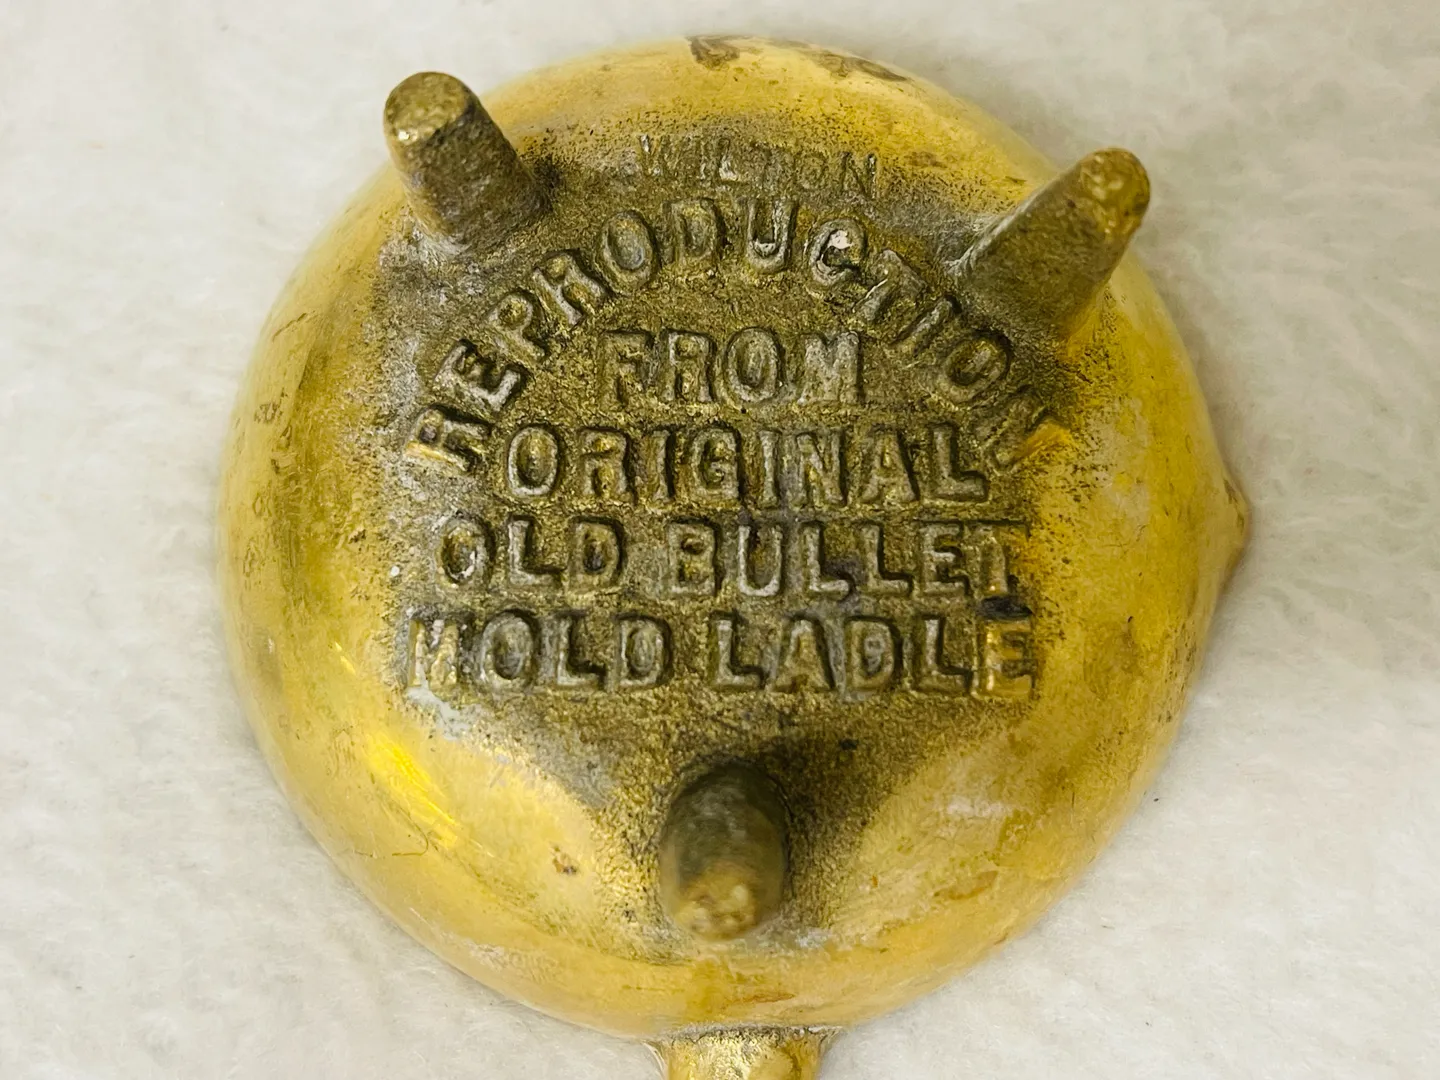 WILTON
REPRODUCTION
FROM
ORIGINAL
OLD BULLET
MOLD LADLE